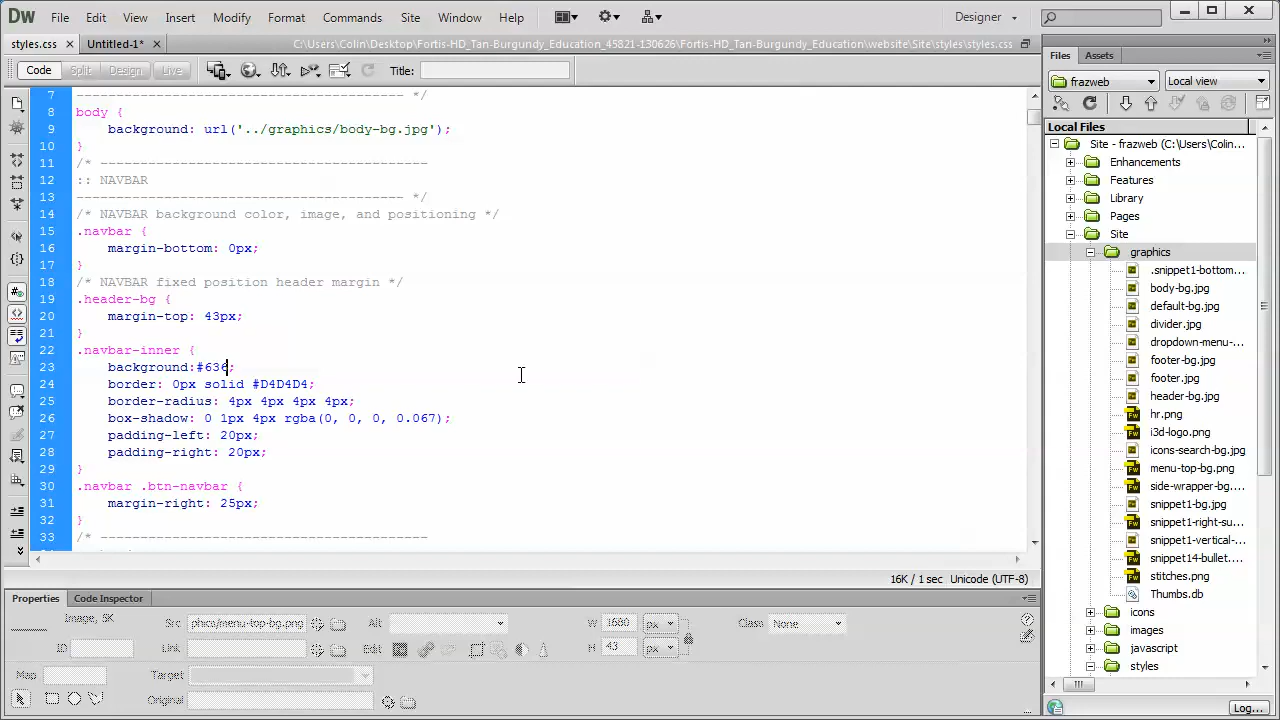 Dw File Edit View Insert Modify Format Commands Site Window Help Designer
styles.css × Untitled-1* × C:\Users\Colin\Desktop\Fortis-HD_Tan-Burgundy_Education_45821-130626\Fortis-HD_Tan-Burgundy_Education\website\Site\styles\styles.css
Code Split Design Live Title:
7 ----------------------------------------- */
8 body {
9 background: url('../graphics/body-bg.jpg');
10 }
11 /* -----------------------------------------
12 :: NAVBAR
13 ----------------------------------------- */
14 /* NAVBAR background color, image, and positioning */
15 .navbar {
16 margin-bottom: 0px;
17 }
18 /* NAVBAR fixed position header margin */
19 .header-bg {
20 margin-top: 43px;
21 }
22 .navbar-inner {
23 background:#636;
24 border: 0px solid #D4D4D4;
25 border-radius: 4px 4px 4px 4px;
26 box-shadow: 0 1px 4px rgba(0, 0, 0, 0.067);
27 padding-left: 20px;
28 padding-right: 20px;
29 }
30 .navbar .btn-navbar {
31 margin-right: 25px;
32 }
33 /* -----------------------------------------
16K / 1 sec Unicode (UTF-8)
Properties Code Inspector
Image, 5K Src phics/menu-top-bg.png Alt W px Class None
ID Link Edit H px
Map Target
Original
Files Assets
frazweb Local view
Local Files
Site - frazweb (C:\Users\Colin...
Enhancements
Features
Library
Pages
Site
graphics
.snippet1-bottom...
body-bg.jpg
default-bg.jpg
divider.jpg
dropdown-menu-...
footer-bg.jpg
footer.jpg
header-bg.jpg
hr.png
i3d-logo.png
icons-search-bg.jpg
menu-top-bg.png
side-wrapper-bg....
snippet1-bg.jpg
snippet1-right-su...
snippet1-vertical-...
snippet14-bullet....
stitches.png
Thumbs.db
icons
images
javascript
styles
Log...